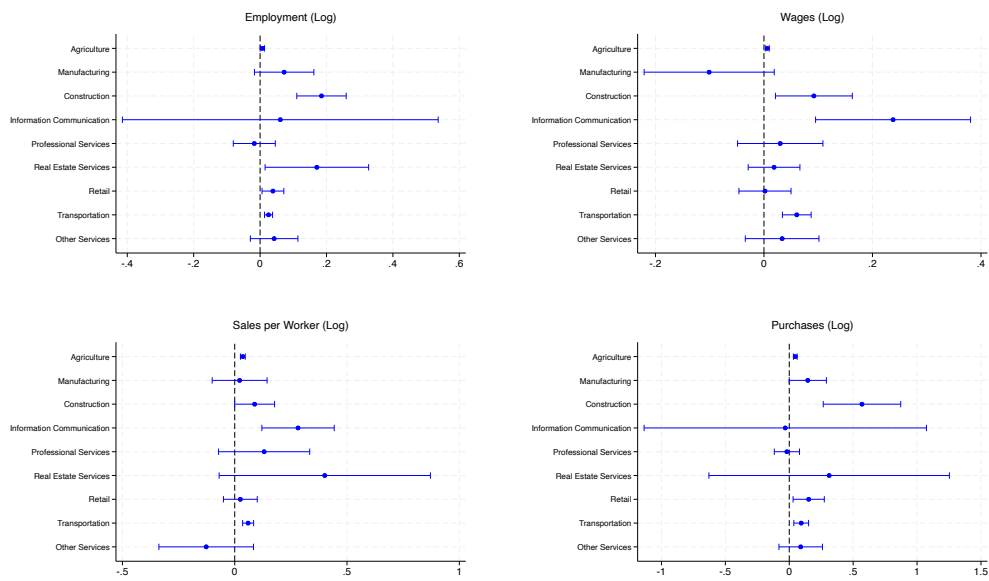 Employment (Log)
Agriculture
Manufacturing
Construction
Information Communication
Professional Services
Real Estate Services
Retail
Transportation
Other Services
-.4 -.2 0 .2 .4 .6
Wages (Log)
Agriculture
Manufacturing
Construction
Information Communication
Professional Services
Real Estate Services
Retail
Transportation
Other Services
-.2 0 .2 .4
Sales per Worker (Log)
Agriculture
Manufacturing
Construction
Information Communication
Professional Services
Real Estate Services
Retail
Transportation
Other Services
-.5 0 .5 1
Purchases (Log)
Agriculture
Manufacturing
Construction
Information Communication
Professional Services
Real Estate Services
Retail
Transportation
Other Services
-1 -.5 0 .5 1 1.5